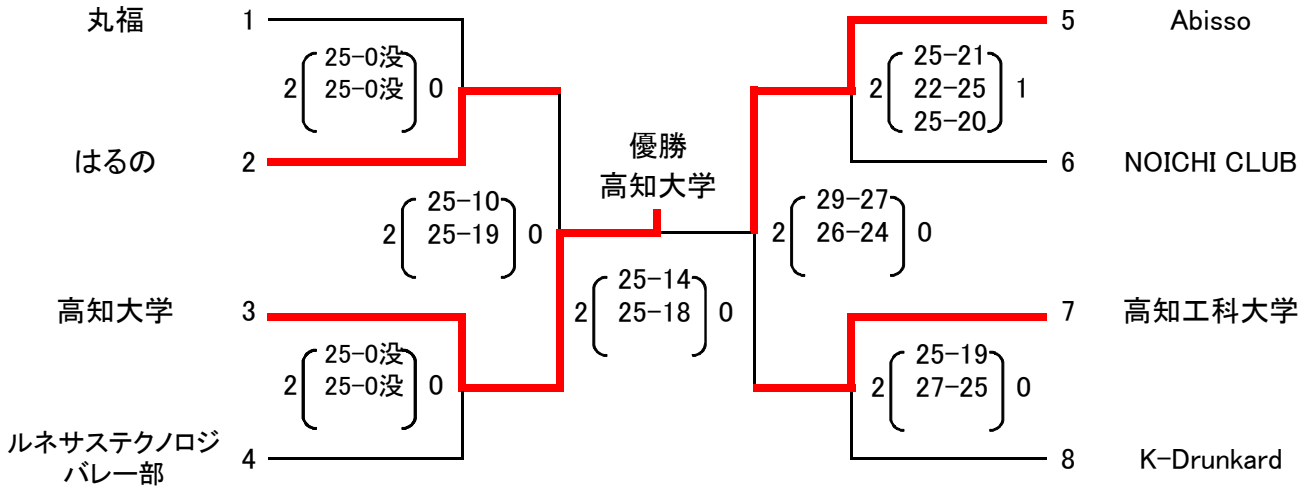 丸福 1
2 25-0没 0
25-0没
はるの 2
2 25-10 0
25-19
高知大学 3
2 25-0没 0
25-0没
ルネサステクノロジ
バレー部 4
優勝
高知大学
2 25-14 0
25-18
5 Abisso
2 25-21 1
22-25
25-20
6 NOICHI CLUB
2 29-27 0
26-24
7 高知工科大学
2 25-19 0
27-25
8 K-Drunkard